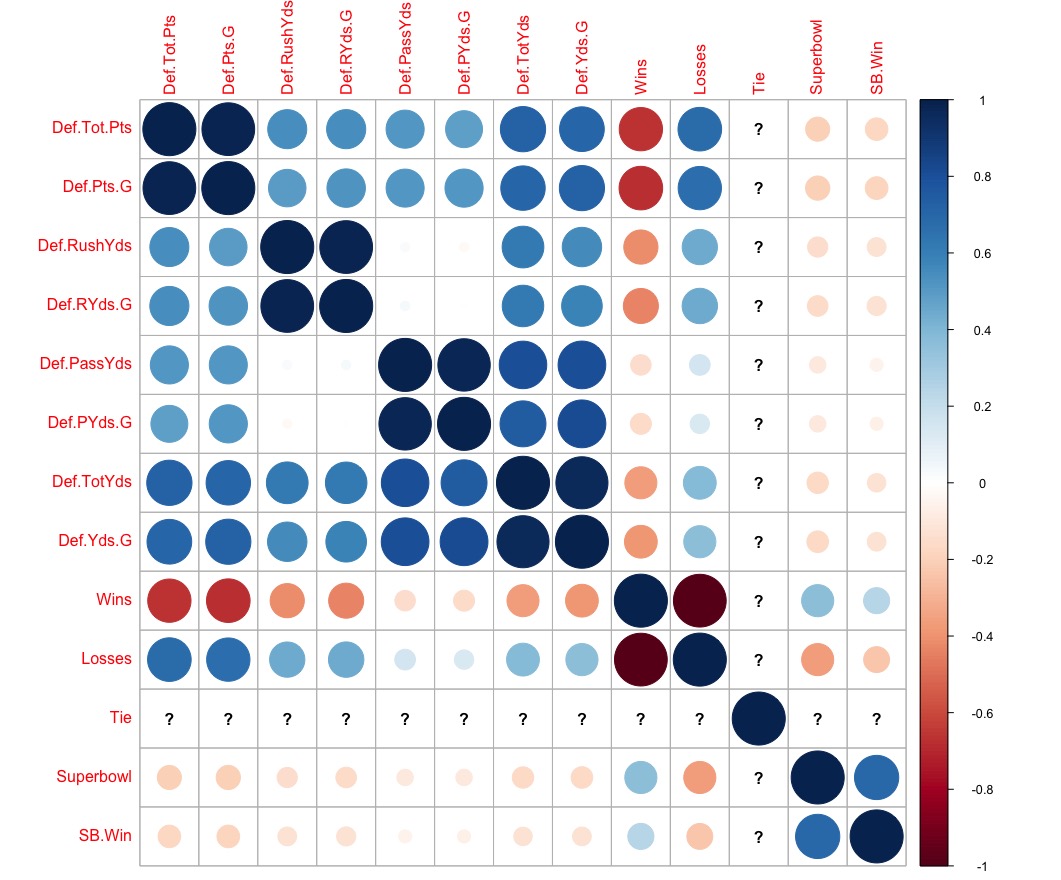 Def.Tot.Pts
Def.Pts.G
Def.RushYds
Def.RYds.G
Def.PassYds
Def.PYds.G
Def.TotYds
Def.Yds.G
Wins
Losses
Tie
Superbowl
SB.Win
Def.Tot.Pts ?
Def.Pts.G ?
Def.RushYds ?
Def.RYds.G ?
Def.PassYds ?
Def.PYds.G ?
Def.TotYds ?
Def.Yds.G ?
Wins ?
Losses ?
Tie ? ? ? ? ? ? ? ? ? ? ? ?
Superbowl ?
SB.Win ?
1
0.8
0.6
0.4
0.2
0
-0.2
-0.4
-0.6
-0.8
-1